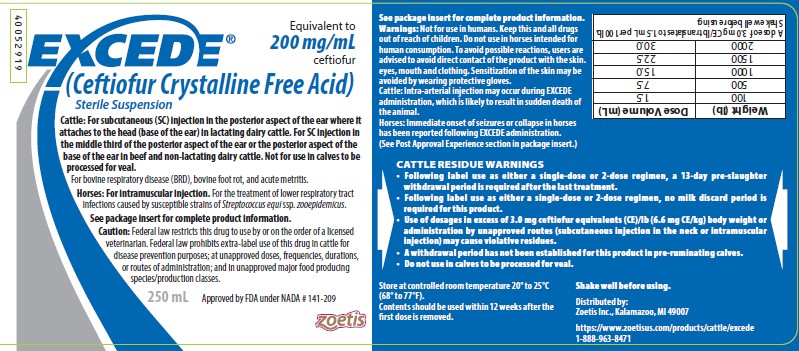 40052919
EXCEDE®
Equivalent to
200 mg/mL
ceftiofur
(Ceftiofur Crystalline Free Acid)
Sterile Suspension
Cattle: For subcutaneous (SC) injection in the posterior aspect of the ear where it
attaches to the head (base of the ear) in lactating dairy cattle. For SC injection in
the middle third of the posterior aspect of the ear or the posterior aspect of the
base of the ear in beef and non-lactating dairy cattle. Not for use in calves to be
processed for veal.
For bovine respiratory disease (BRD), bovine foot rot, and acute metritis.
Horses: For intramuscular injection. For the treatment of lower respiratory tract
infections caused by susceptible strains of Streptococcus equi ssp. zooepidemicus.
See package insert for complete product information.
Caution: Federal law restricts this drug to use by or on the order of a licensed
veterinarian. Federal law prohibits extra-label use of this drug in cattle for
disease prevention purposes; at unapproved doses, frequencies, durations,
or routes of administration; and in unapproved major food producing
species/production classes.
250 mL Approved by FDA under NADA # 141-209
zoetis
See package insert for complete product information.
Warnings: Not for use in humans. Keep this and all drugs
out of reach of children. Do not use in horses intended for
human consumption. To avoid possible reactions, users are
advised to avoid direct contact of the product with the skin,
eyes, mouth and clothing. Sensitization of the skin may be
avoided by wearing protective gloves.
Cattle: Intra-arterial injection may occur during EXCEDE
administration, which is likely to result in sudden death of
the animal.
Horses: Immediate onset of seizures or collapse in horses
has been reported following EXCEDE administration.
(See Post Approval Experience section in package insert.)
Weight (lb) Dose Volume (mL)
100 1.5
500 7.5
1000 15.0
1500 22.5
2000 30.0
A dose of 3.0 mg CE/lb translates to 1.5 mL per 100 lb
Shake well before using
CATTLE RESIDUE WARNINGS
• Following label use as either a single-dose or 2-dose regimen, a 13-day pre-slaughter
withdrawal period is required after the last treatment.
• Following label use as either a single-dose or 2-dose regimen, no milk discard period is
required for this product.
• Use of dosages in excess of 3.0 mg ceftiofur equivalents (CE)/lb (6.6 mg CE/kg) body weight or
administration by unapproved routes (subcutaneous injection in the neck or intramuscular
injection) may cause violative residues.
• A withdrawal period has not been established for this product in pre-ruminating calves.
• Do not use in calves to be processed for veal.
Store at controlled room temperature 20° to 25°C
(68° to 77°F).
Contents should be used within 12 weeks after the
first dose is removed.
Shake well before using.
Distributed by:
Zoetis Inc., Kalamazoo, MI 49007
https://www.zoetisus.com/products/cattle/excede
1-888-963-8471